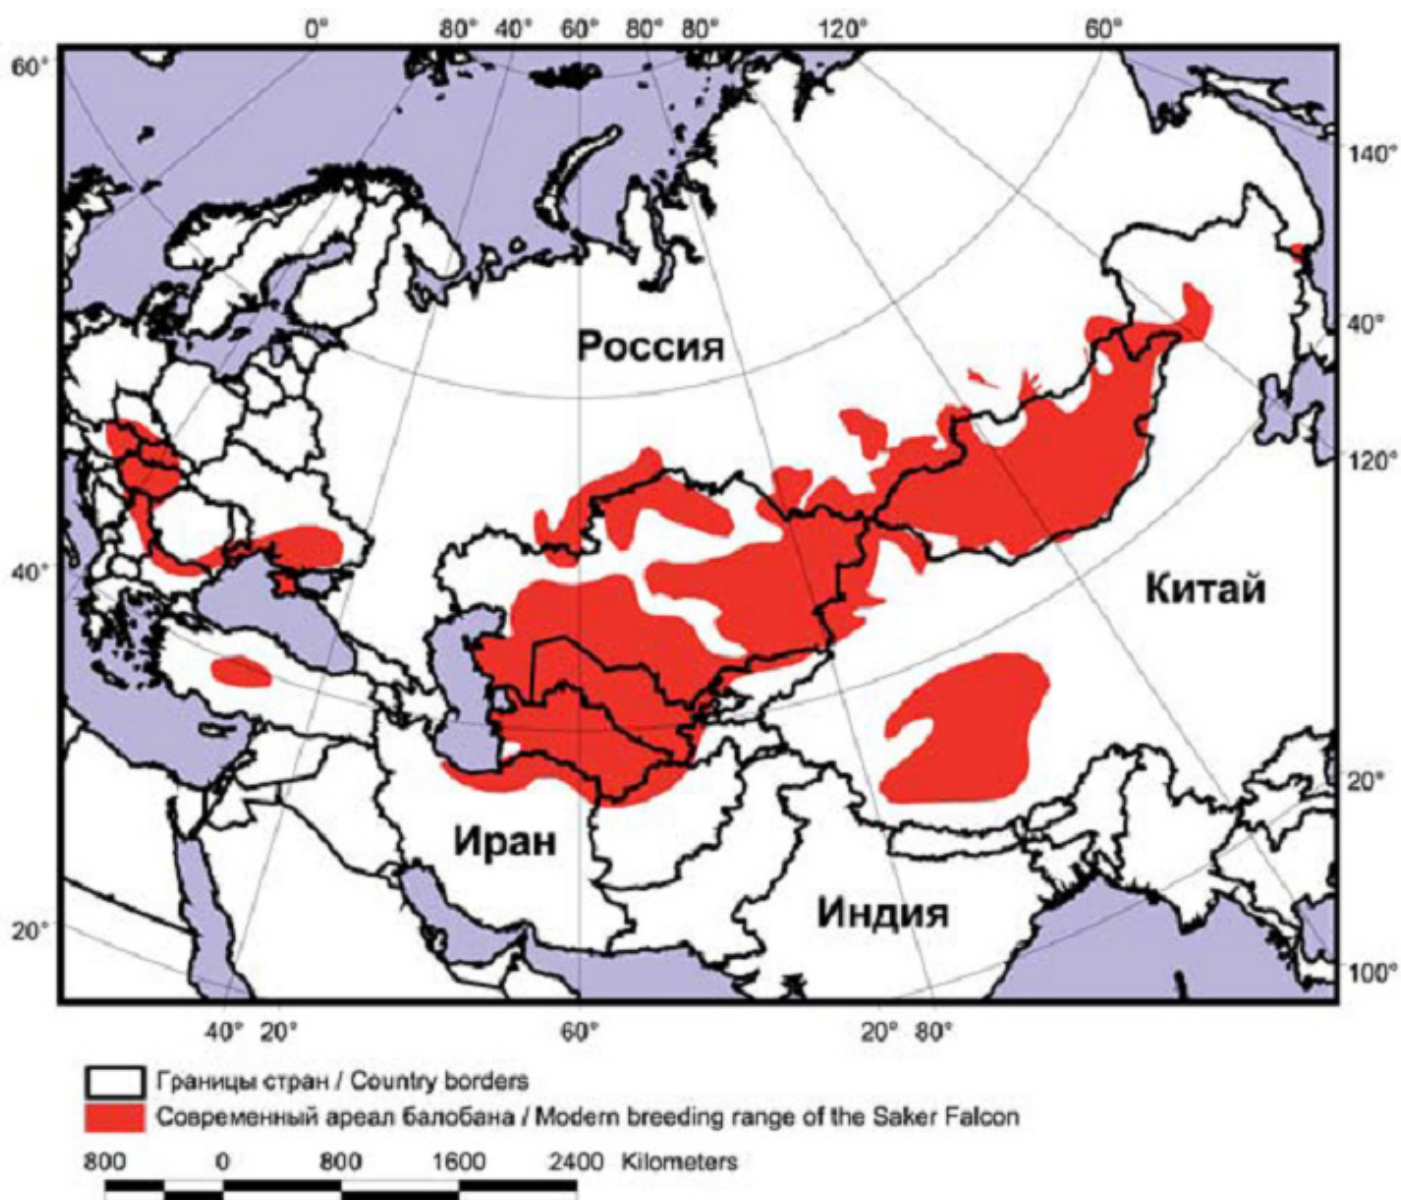 0° 80° 40° 60° 80° 80° 120° 60°
60°
140°
Россия
40°
120°
40°
Китай
20°
Иран
Индия
20°
100°
40° 20° 60° 20° 80°
Границы стран / Country borders
Современный ареал балобана / Modern breeding range of the Saker Falcon
800 0 800 1600 2400 Kilometers